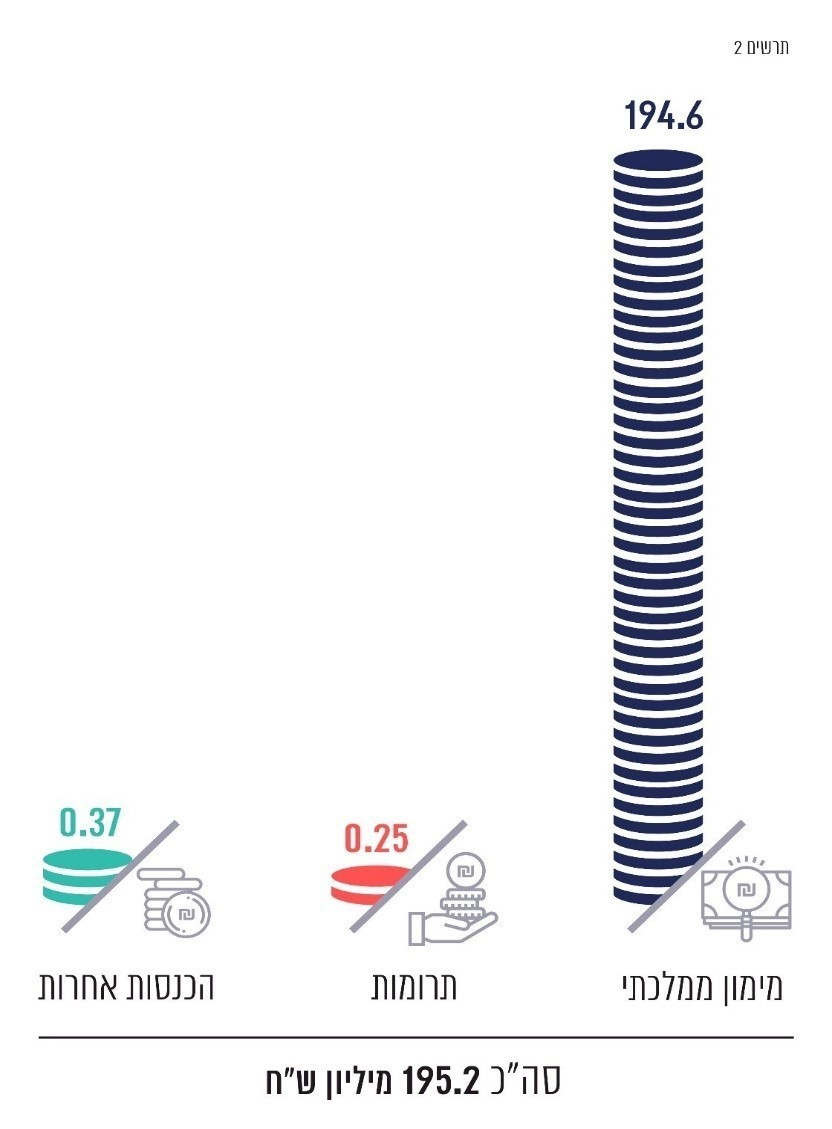 תרשים 2
194.6
0.25
0.37
מימון ממלכתי
תרומות
הכנסות אחרות
סה"כ 195.2 מיליון ש"ח